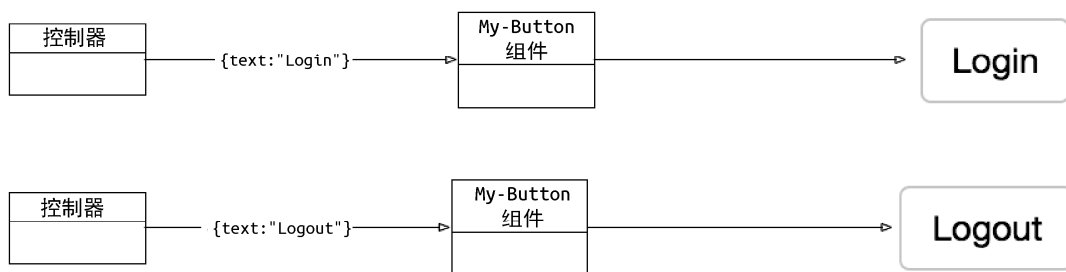 控制器
{text:"Login"}
My-Button
组件
Login
控制器
{text:"Logout"}
My-Button
组件
Logout